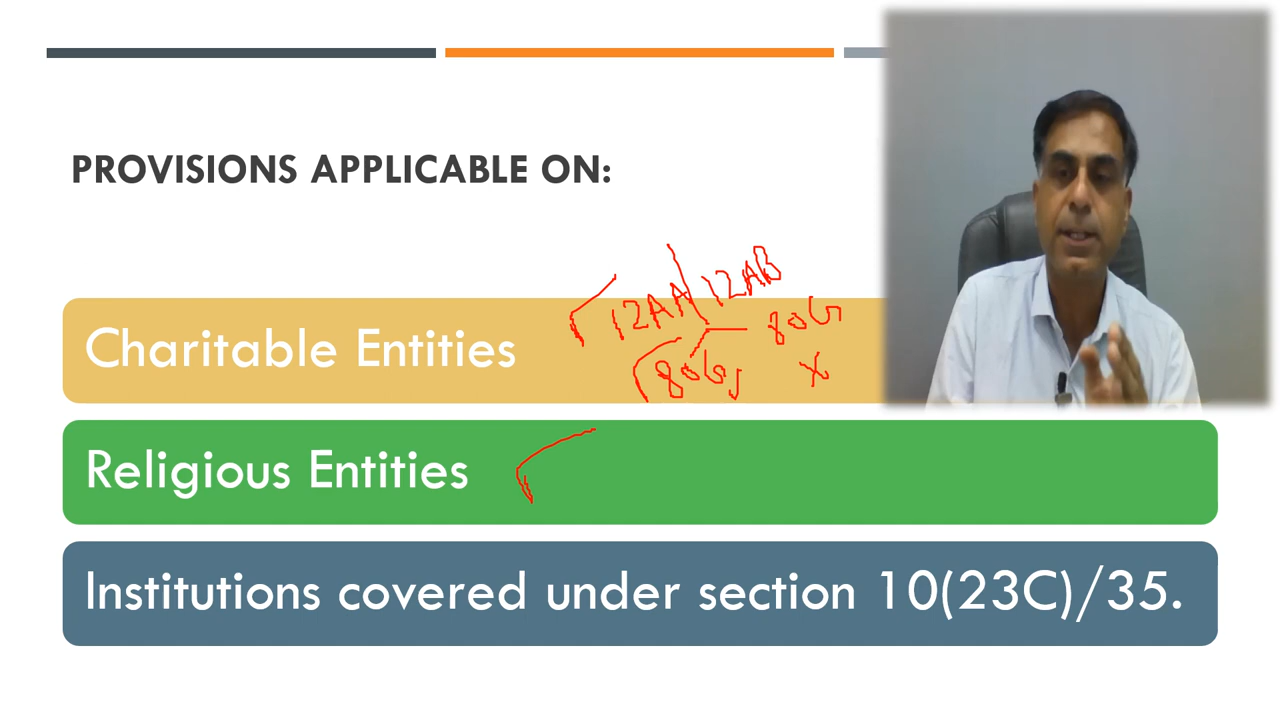 PROVISIONS APPLICABLE ON:
12AA/12AB
Charitable Entities
80G
80G
X
Religious Entities
Institutions covered under section 10(23C)/35.